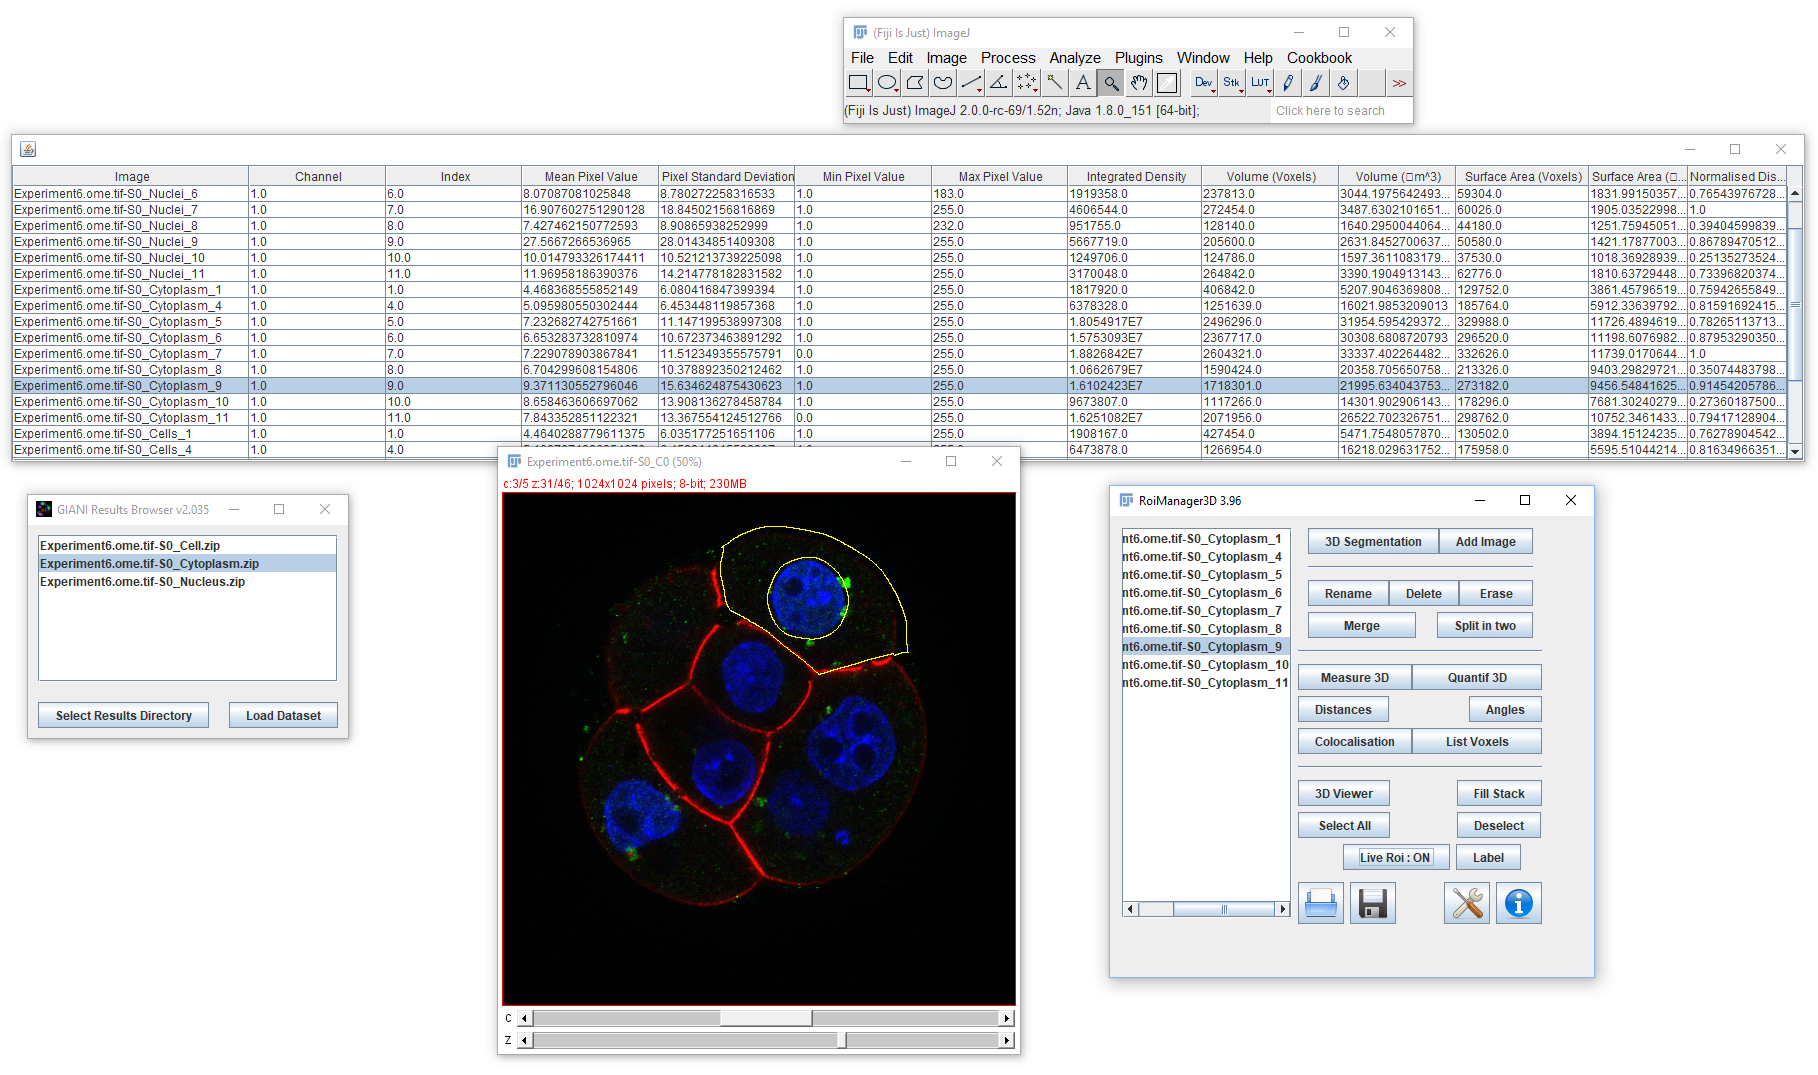 (Fiji Is Just) ImageJ
File Edit Image Process Analyze Plugins Window Help Cookbook
A Dev Stk LUT >>
(Fiji Is Just) ImageJ 2.0.0-rc-69/1.52n; Java 1.8.0_151 [64-bit]; Click here to search
Image Channel Index Mean Pixel Value Pixel Standard Deviation Min Pixel Value Max Pixel Value Integrated Density Volume (Voxels) Volume (□m^3) Surface Area (Voxels) Surface Area (□... Normalised Dis...
Experiment6.ome.tif-S0_Nuclei_6 1.0 6.0 8.07087081025848 8.780272258316533 1.0 183.0 1919358.0 237813.0 3044.1975642493... 59304.0 1831.99150357... 0.76543976728...
Experiment6.ome.tif-S0_Nuclei_7 1.0 7.0 16.907602751290128 18.84502156816869 1.0 255.0 4606544.0 272454.0 3487.6302101651... 60026.0 1905.03522998... 1.0
Experiment6.ome.tif-S0_Nuclei_8 1.0 8.0 7.427462150772593 8.90865938252999 1.0 232.0 951755.0 128140.0 1640.2950044064... 44180.0 1251.75945051... 0.39404599839...
Experiment6.ome.tif-S0_Nuclei_9 1.0 9.0 27.5667266536965 28.01434851409308 1.0 255.0 5667719.0 205600.0 2631.8452700637... 50580.0 1421.17877003... 0.86789470512...
Experiment6.ome.tif-S0_Nuclei_10 1.0 10.0 10.014793326174411 10.521213739225098 1.0 255.0 1249706.0 124786.0 1597.3611083179... 37530.0 1018.36928939... 0.25135273524...
Experiment6.ome.tif-S0_Nuclei_11 1.0 11.0 11.96958186390376 14.214778182831582 1.0 255.0 3170048.0 264842.0 3390.1904913143... 62776.0 1810.63729448... 0.73396820374...
Experiment6.ome.tif-S0_Cytoplasm_1 1.0 1.0 4.468368555852149 6.080416847399394 1.0 255.0 1817920.0 406842.0 5207.9046369808... 129752.0 3861.45796519... 0.75942655849...
Experiment6.ome.tif-S0_Cytoplasm_4 1.0 4.0 5.095980550302444 6.453448119857368 1.0 255.0 6378328.0 1251639.0 16021.9853209013 185764.0 5912.33639792... 0.81591692415...
Experiment6.ome.tif-S0_Cytoplasm_5 1.0 5.0 7.232682742751661 11.147199538997308 1.0 255.0 1.8054917E7 2496296.0 31954.595429372... 329988.0 11726.4894619... 0.78265113713...
Experiment6.ome.tif-S0_Cytoplasm_6 1.0 6.0 6.653283732810974 10.672373463891292 1.0 255.0 1.5753093E7 2367717.0 30308.6808720793 296520.0 11198.6076982... 0.87953290350...
Experiment6.ome.tif-S0_Cytoplasm_7 1.0 7.0 7.229078903867841 11.512349355575791 0.0 255.0 1.8826842E7 2604321.0 33337.402264482... 332626.0 11739.0170644... 1.0
Experiment6.ome.tif-S0_Cytoplasm_8 1.0 8.0 6.704299608154806 10.378892350212462 1.0 255.0 1.0662679E7 1590424.0 20358.705650758... 213326.0 9403.29829721... 0.35074483798...
Experiment6.ome.tif-S0_Cytoplasm_9 1.0 9.0 9.371130552796046 15.634624875430623 1.0 255.0 1.6102423E7 1718301.0 21995.634043753... 273182.0 9456.54841625... 0.91454205786...
Experiment6.ome.tif-S0_Cytoplasm_10 1.0 10.0 8.658463606697062 13.908136278458784 1.0 255.0 9673807.0 1117266.0 14301.902906143... 178296.0 7681.30240279... 0.27360187500...
Experiment6.ome.tif-S0_Cytoplasm_11 1.0 11.0 7.843352851122321 13.367554124512766 0.0 255.0 1.6251082E7 2071956.0 26522.702326751... 298762.0 10752.3461433... 0.79417128904...
Experiment6.ome.tif-S0_Cells_1 1.0 1.0 4.4640288779611375 6.035177251651106 1.0 255.0 1908167.0 427454.0 5471.7548057870... 130502.0 3894.15124235... 0.76278904542...
Experiment6.ome.tif-S0_Cells_4 1.0 4.0 6473878.0 1266954.0 16218.029631752... 175958.0 5595.51044214... 0.81634966351...
GIANI Results Browser v2.035
Experiment6.ome.tif-S0_Cell.zip
Experiment6.ome.tif-S0_Cytoplasm.zip
Experiment6.ome.tif-S0_Nucleus.zip
Select Results Directory Load Dataset
Experiment6.ome.tif-S0_C0 (50%)
c:3/5 z:31/46; 1024x1024 pixels; 8-bit; 230MB
C
Z
RoiManager3D 3.96
nt6.ome.tif-S0_Cytoplasm_1
nt6.ome.tif-S0_Cytoplasm_4
nt6.ome.tif-S0_Cytoplasm_5
nt6.ome.tif-S0_Cytoplasm_6
nt6.ome.tif-S0_Cytoplasm_7
nt6.ome.tif-S0_Cytoplasm_8
nt6.ome.tif-S0_Cytoplasm_9
nt6.ome.tif-S0_Cytoplasm_10
nt6.ome.tif-S0_Cytoplasm_11
3D Segmentation Add Image
Rename Delete Erase
Merge Split in two
Measure 3D Quantif 3D
Distances Angles
Colocalisation List Voxels
3D Viewer Fill Stack
Select All Deselect
Live Roi : ON Label